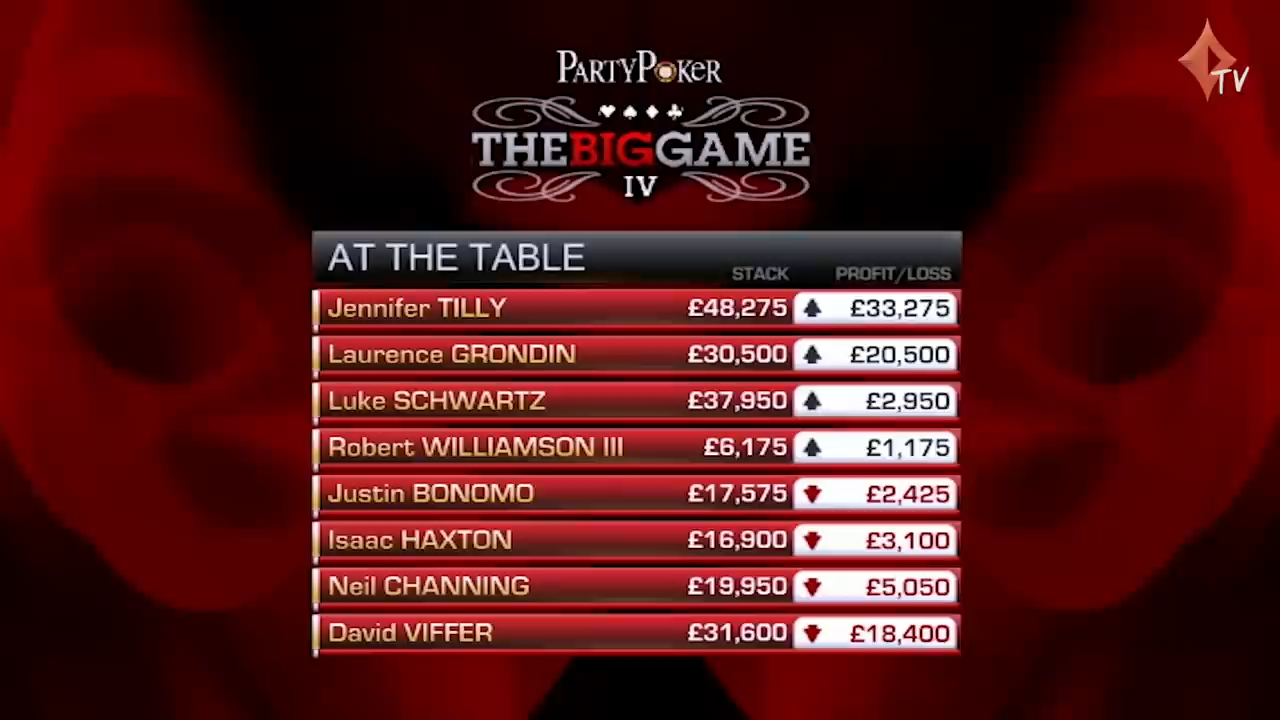 PARTYPOKER
TV
THEBIGGAME
IV
AT THE TABLE STACK PROFIT/LOSS
Jennifer TILLY £48,275 £33,275
Laurence GRONDIN £30,500 £20,500
Luke SCHWARTZ £37,950 £2,950
Robert WILLIAMSON III £6,175 £1,175
Justin BONOMO £17,575 £2,425
Isaac HAXTON £16,900 £3,100
Neil CHANNING £19,950 £5,050
David VIFFER £31,600 £18,400